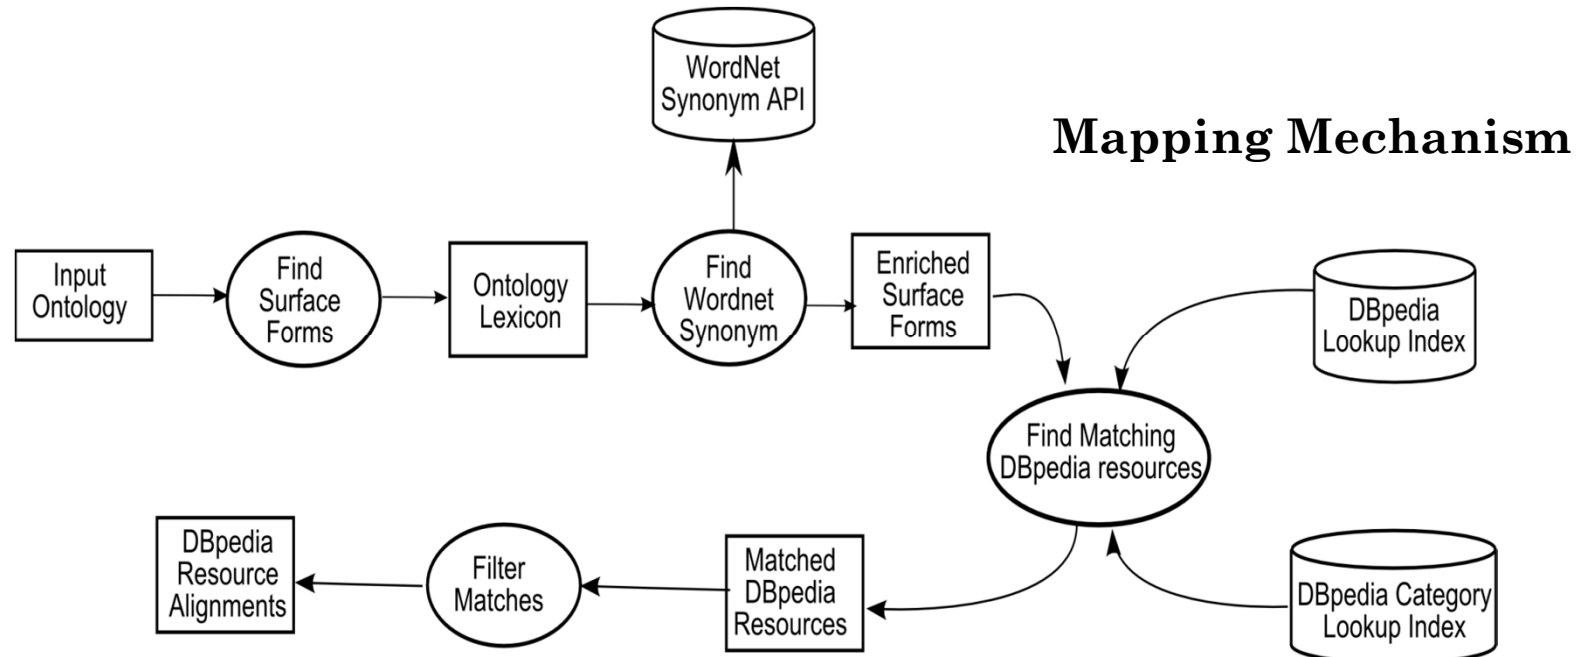 WordNet
Synonym API
Mapping Mechanism
Input
Ontology
Find
Surface
Forms
Ontology
Lexicon
Find
Wordnet
Synonym
Enriched
Surface
Forms
DBpedia
Lookup Index
Find Matching
DBpedia resources
DBpedia
Resource
Alignments
Filter
Matches
Matched
DBpedia
Resources
DBpedia Category
Lookup Index